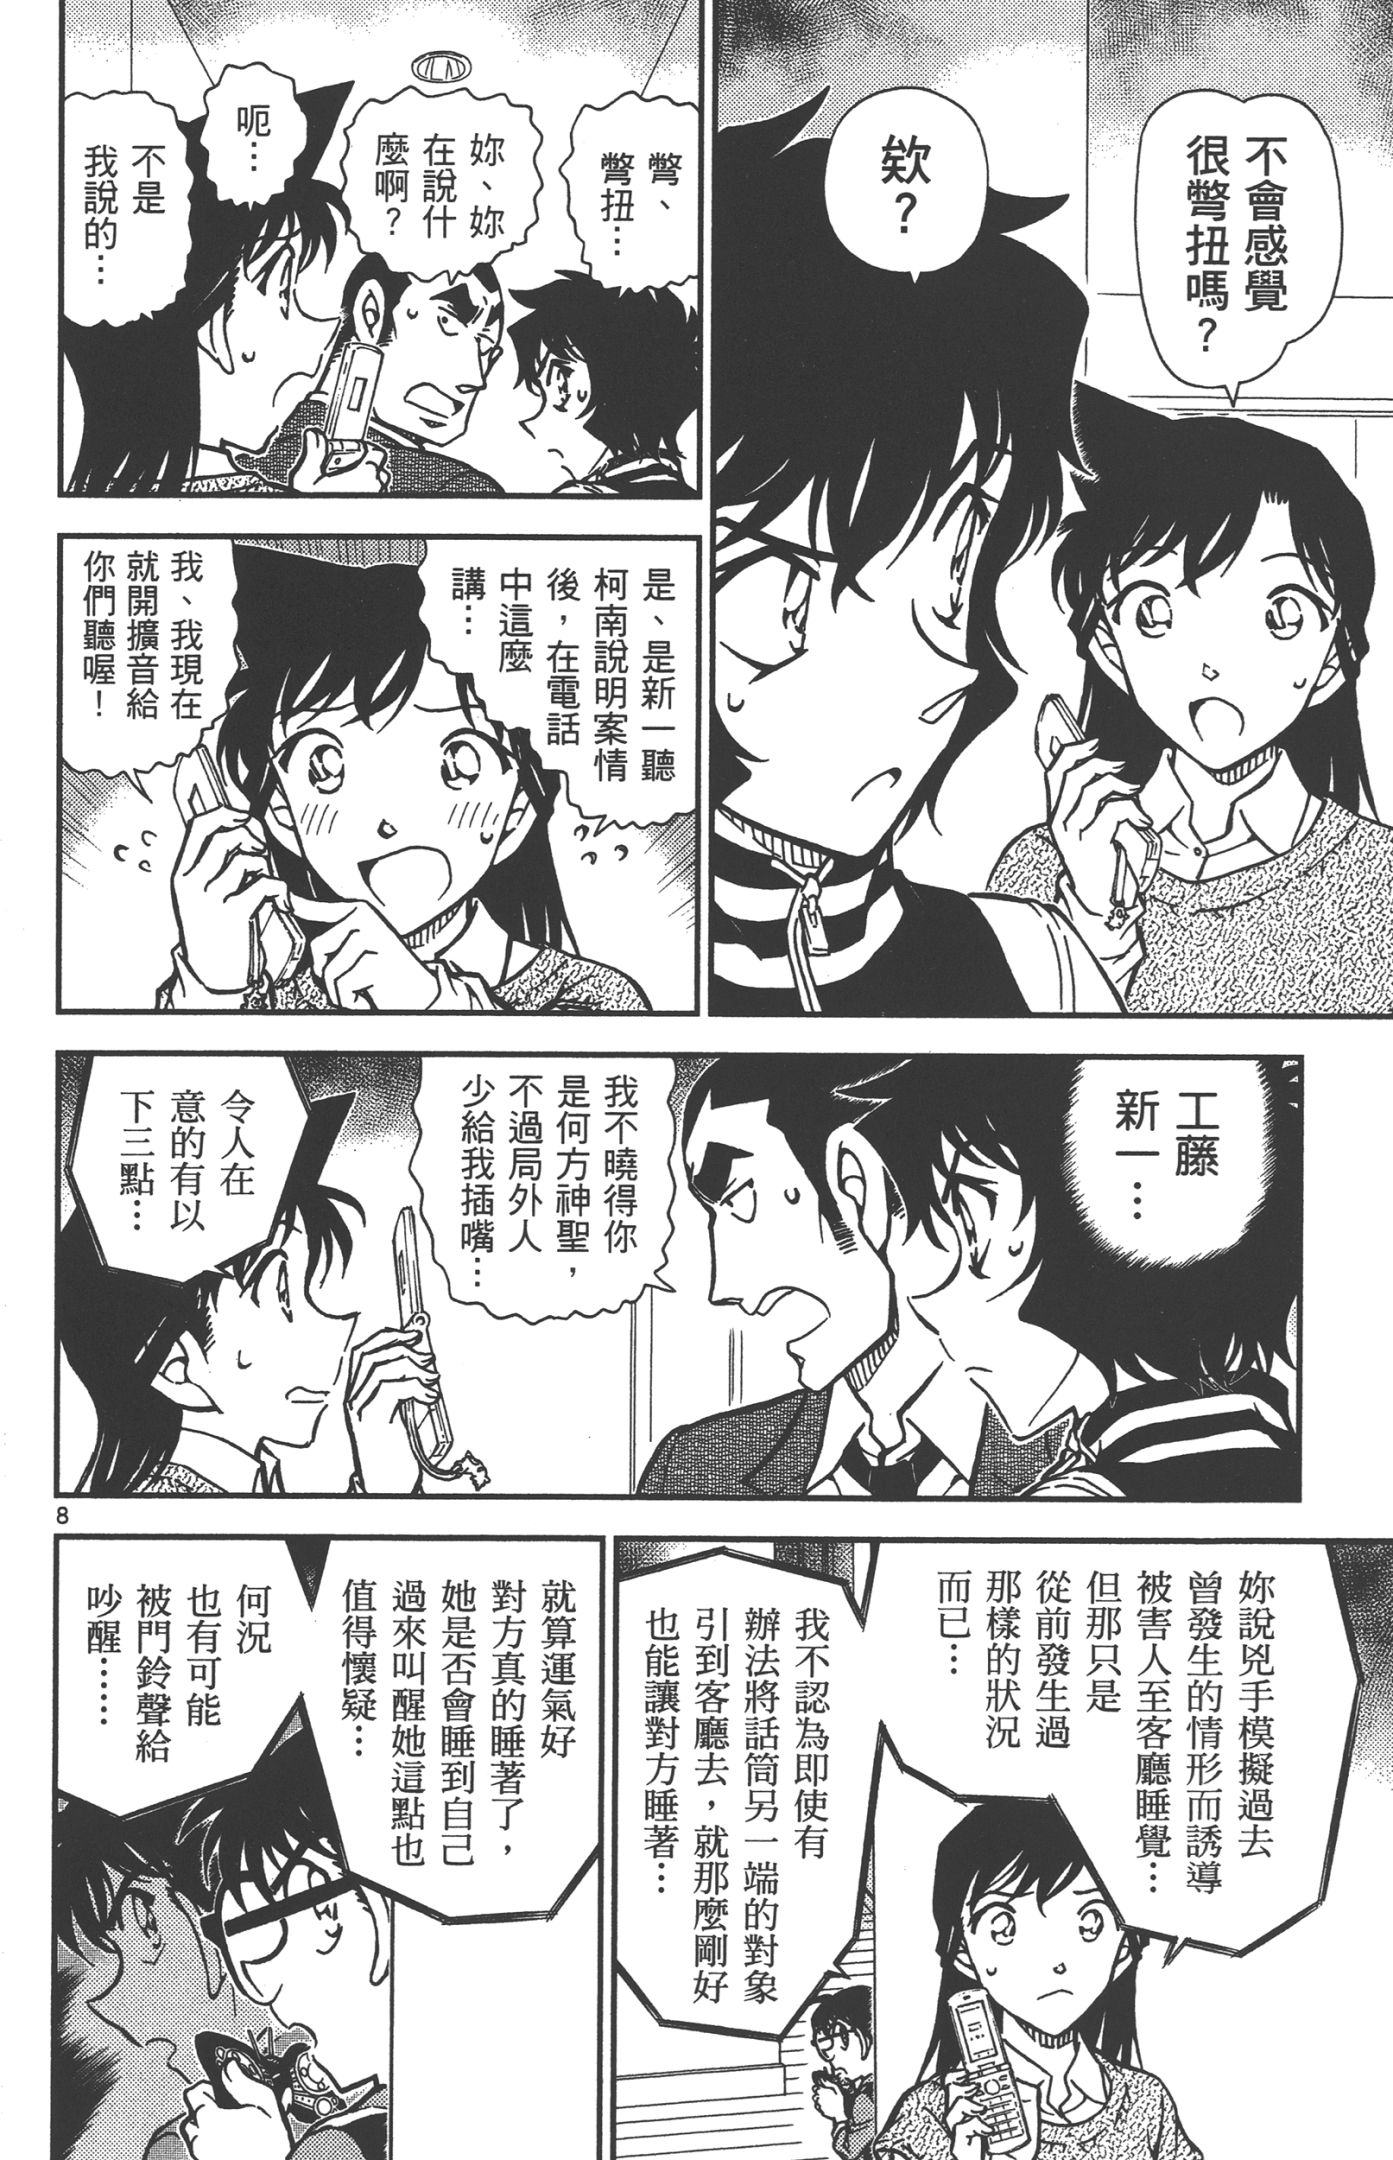 不會感覺
很彆扭嗎？
欸？
彆、
彆扭…
妳、妳
在說什
麼啊？
呃…
不是
我說的…
是、是新一聽
柯南說明案情
後，在電話
中這麼
講…
我、我現在
就開擴音給
你們聽喔！
工藤
新一…
我不曉得你
是何方神聖，
不過局外人
少給我插嘴…
令人在
意的有以
下三點…
妳說兇手模擬過去
曾發生的情形而誘導
被害人至客廳睡覺…
但那只是
從前發生過
那樣的狀況
而已…
我不認為即使有
辦法將話筒另一端的對象
引到客廳去，就那麼剛好
也能讓對方睡著…
就算運氣好
對方真的睡著了，
她是否會睡到自己
過來叫醒她這點也
值得懷疑…
何況
也有可能
被門鈴聲給
吵醒……
8